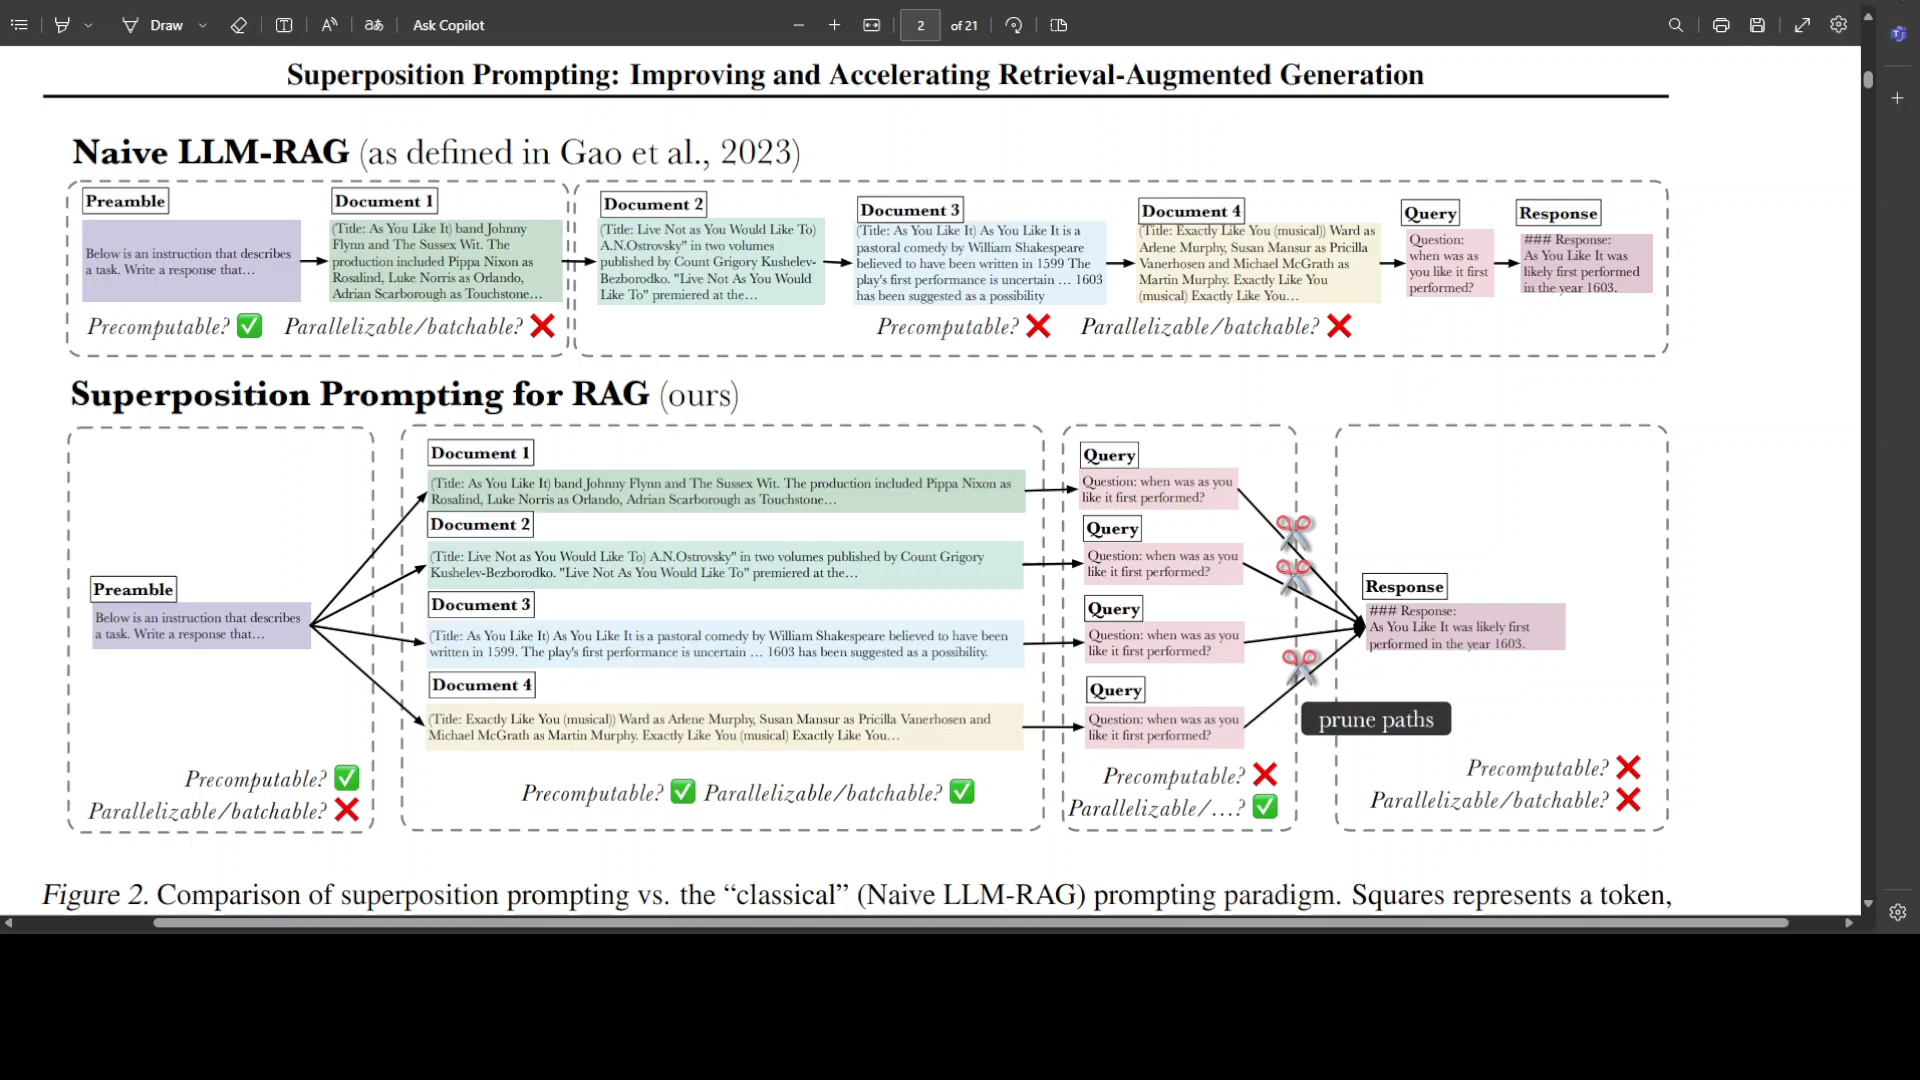 Draw
Ask Copilot
2 of 21
Superposition Prompting: Improving and Accelerating Retrieval-Augmented Generation
Naive LLM-RAG (as defined in Gao et al., 2023)
Preamble
Below is an instruction that describes
a task. Write a response that...
Document 1
(Title: As You Like It) band Johnny
Flynn and The Sussex Wit. The
production included Pippa Nixon as
Rosalind, Luke Norris as Orlando,
Adrian Scarborough as Touchstone...
Precomputable?
Parallelizable/batchable?
Document 2
(Title: Live Not as You Would Like To)
A.N.Ostrovsky" in two volumes
published by Count Grigory Kushelev-
Bezborodko. "Live Not As You Would
Like To" premiered at the...
Document 3
(Title: As You Like It) As You Like It is a
pastoral comedy by William Shakespeare
believed to have been written in 1599 The
play's first performance is uncertain ... 1603
has been suggested as a possibility
Document 4
(Title: Exactly Like You (musical)) Ward as
Arlene Murphy, Susan Mansur as Pricilla
Vanerhosen and Michael McGrath as
Martin Murphy. Exactly Like You
(musical) Exactly Like You...
Query
Question:
when was as
you like it first
performed?
Response
### Response:
As You Like It was
likely first performed
in the year 1603.
Precomputable?
Parallelizable/batchable?
Superposition Prompting for RAG (ours)
Preamble
Below is an instruction that describes
a task. Write a response that...
Precomputable?
Parallelizable/batchable?
Document 1
(Title: As You Like It) band Johnny Flynn and The Sussex Wit. The production included Pippa Nixon as
Rosalind, Luke Norris as Orlando, Adrian Scarborough as Touchstone...
Document 2
(Title: Live Not as You Would Like To) A.N.Ostrovsky" in two volumes published by Count Grigory
Kushelev-Bezborodko. "Live Not As You Would Like To" premiered at the...
Document 3
(Title: As You Like It) As You Like It is a pastoral comedy by William Shakespeare believed to have been
written in 1599. The play's first performance is uncertain ... 1603 has been suggested as a possibility.
Document 4
(Title: Exactly Like You (musical)) Ward as Arlene Murphy, Susan Mansur as Pricilla Vanerhosen and
Michael McGrath as Martin Murphy. Exactly Like You (musical) Exactly Like You...
Precomputable? Parallelizable/batchable?
Query
Question: when was as you
like it first performed?
Query
Question: when was as you
like it first performed?
Query
Question: when was as you
like it first performed?
Query
Question: when was as you
like it first performed?
Precomputable?
Parallelizable/...?
prune paths
Response
### Response:
As You Like It was likely first
performed in the year 1603.
Precomputable?
Parallelizable/batchable?
Figure 2. Comparison of superposition prompting vs. the “classical” (Naive LLM-RAG) prompting paradigm. Squares represents a token,